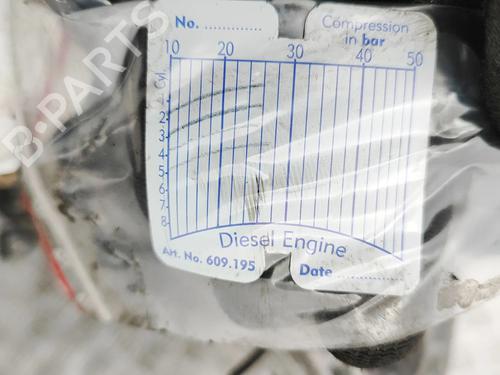 No. ............
Compression
in bar
10 20 30 40 50
Cyl.
1
2
3
4
5
6
7
8
Diesel Engine
Art. No. 609.195
Date ................
B-PARTS